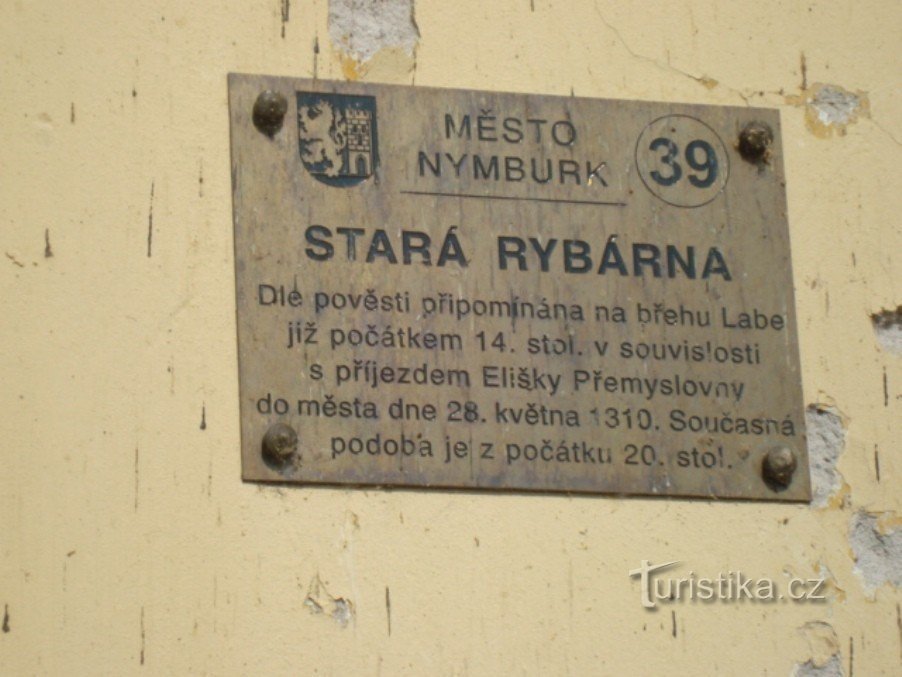 MĚSTO
NYMBURK
39
STARÁ RYBÁRNA
Dle pověsti připomínána na břehu Labe
již počátkem 14. stol. v souvislosti
s příjezdem Elišky Přemyslovny
do města dne 28. května 1310. Současná
podoba je z počátku 20. stol.
Turistika.cz